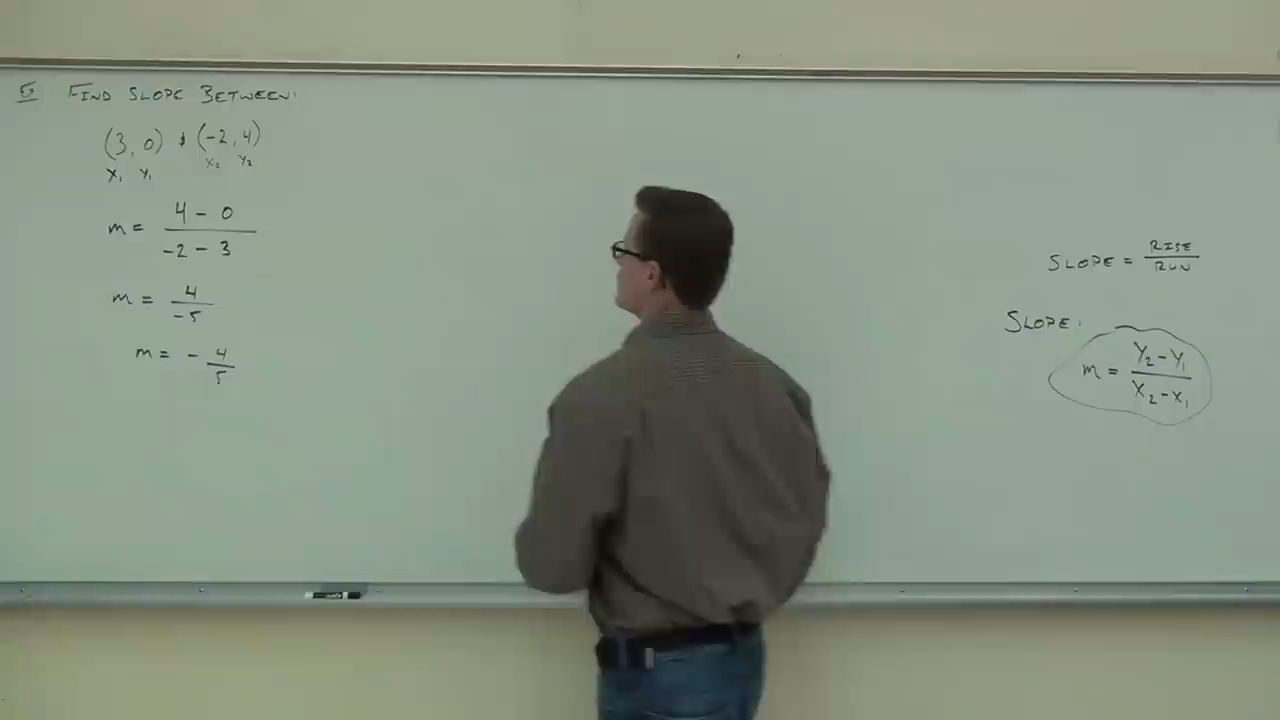 Ex Find Slope Between:
(3, 0) & (-2, 4)
x₁ y₁ x₂ y₂
m = 4 - 0 / -2 - 3
m = 4 / -5
m = - 4/5
Slope = Rise / Run
Slope:
m = y₂ - y₁ / x₂ - x₁